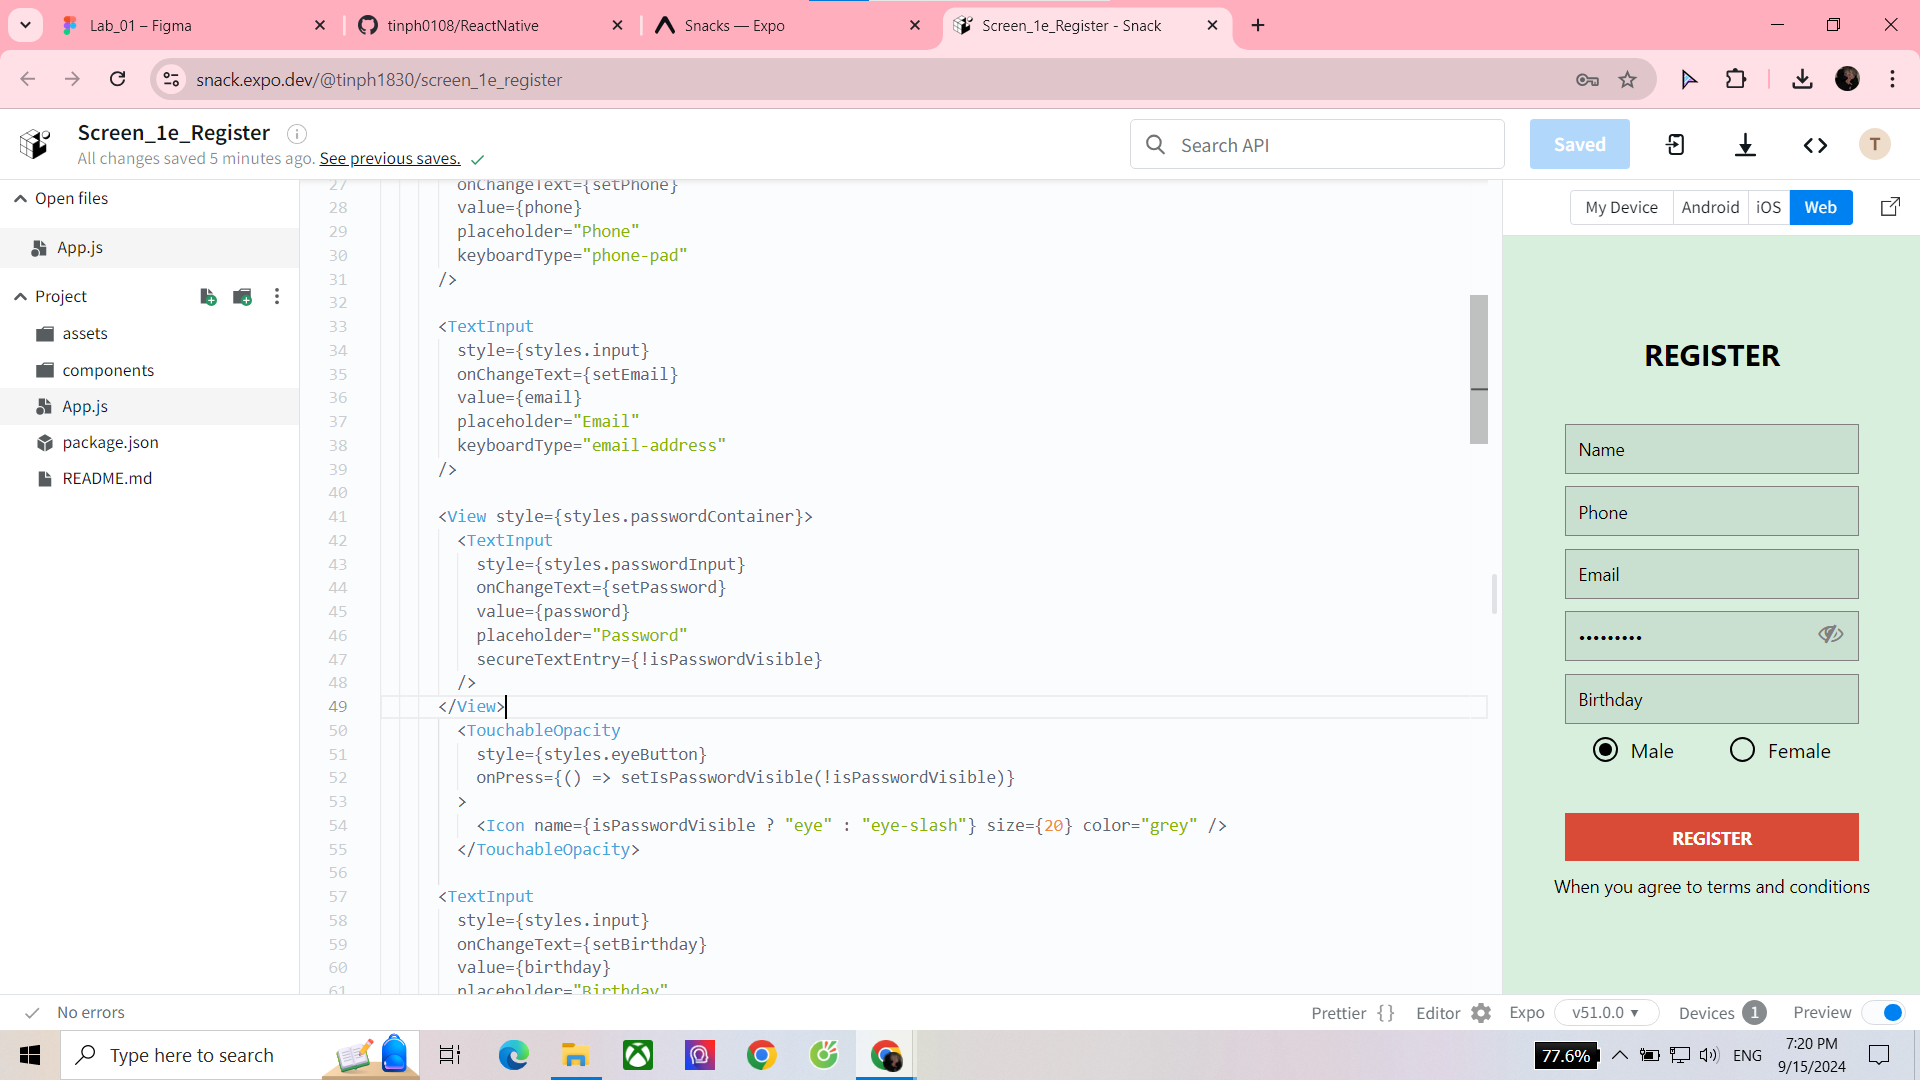 Lab_01 – Figma
tinph0108/ReactNative
Snacks — Expo
Screen_1e_Register - Snack
snack.expo.dev/@tinph1830/screen_1e_register
Screen_1e_Register
All changes saved 5 minutes ago. See previous saves.
Search API
Saved
T
Open files
App.js
Project
assets
components
App.js
package.json
README.md
27 onChangeText={setPhone}
28 value={phone}
29 placeholder="Phone"
30 keyboardType="phone-pad"
31 />
32
33 <TextInput
34 style={styles.input}
35 onChangeText={setEmail}
36 value={email}
37 placeholder="Email"
38 keyboardType="email-address"
39 />
40
41 <View style={styles.passwordContainer}>
42 <TextInput
43 style={styles.passwordInput}
44 onChangeText={setPassword}
45 value={password}
46 placeholder="Password"
47 secureTextEntry={!isPasswordVisible}
48 />
49 </View>
50 <TouchableOpacity
51 style={styles.eyeButton}
52 onPress={() => setIsPasswordVisible(!isPasswordVisible)}
53 >
54 <Icon name={isPasswordVisible ? "eye" : "eye-slash"} size={20} color="grey" />
55 </TouchableOpacity>
56
57 <TextInput
58 style={styles.input}
59 onChangeText={setBirthday}
60 value={birthday}
61 placeholder="Birthday"
My Device
Android
iOS
Web
REGISTER
Name
Phone
Email
•••••••••
Birthday
Male
Female
REGISTER
When you agree to terms and conditions
No errors
Prettier {}
Editor
Expo
v51.0.0 ▾
Devices 1
Preview
Type here to search
77.6%
ENG
7:20 PM
9/15/2024